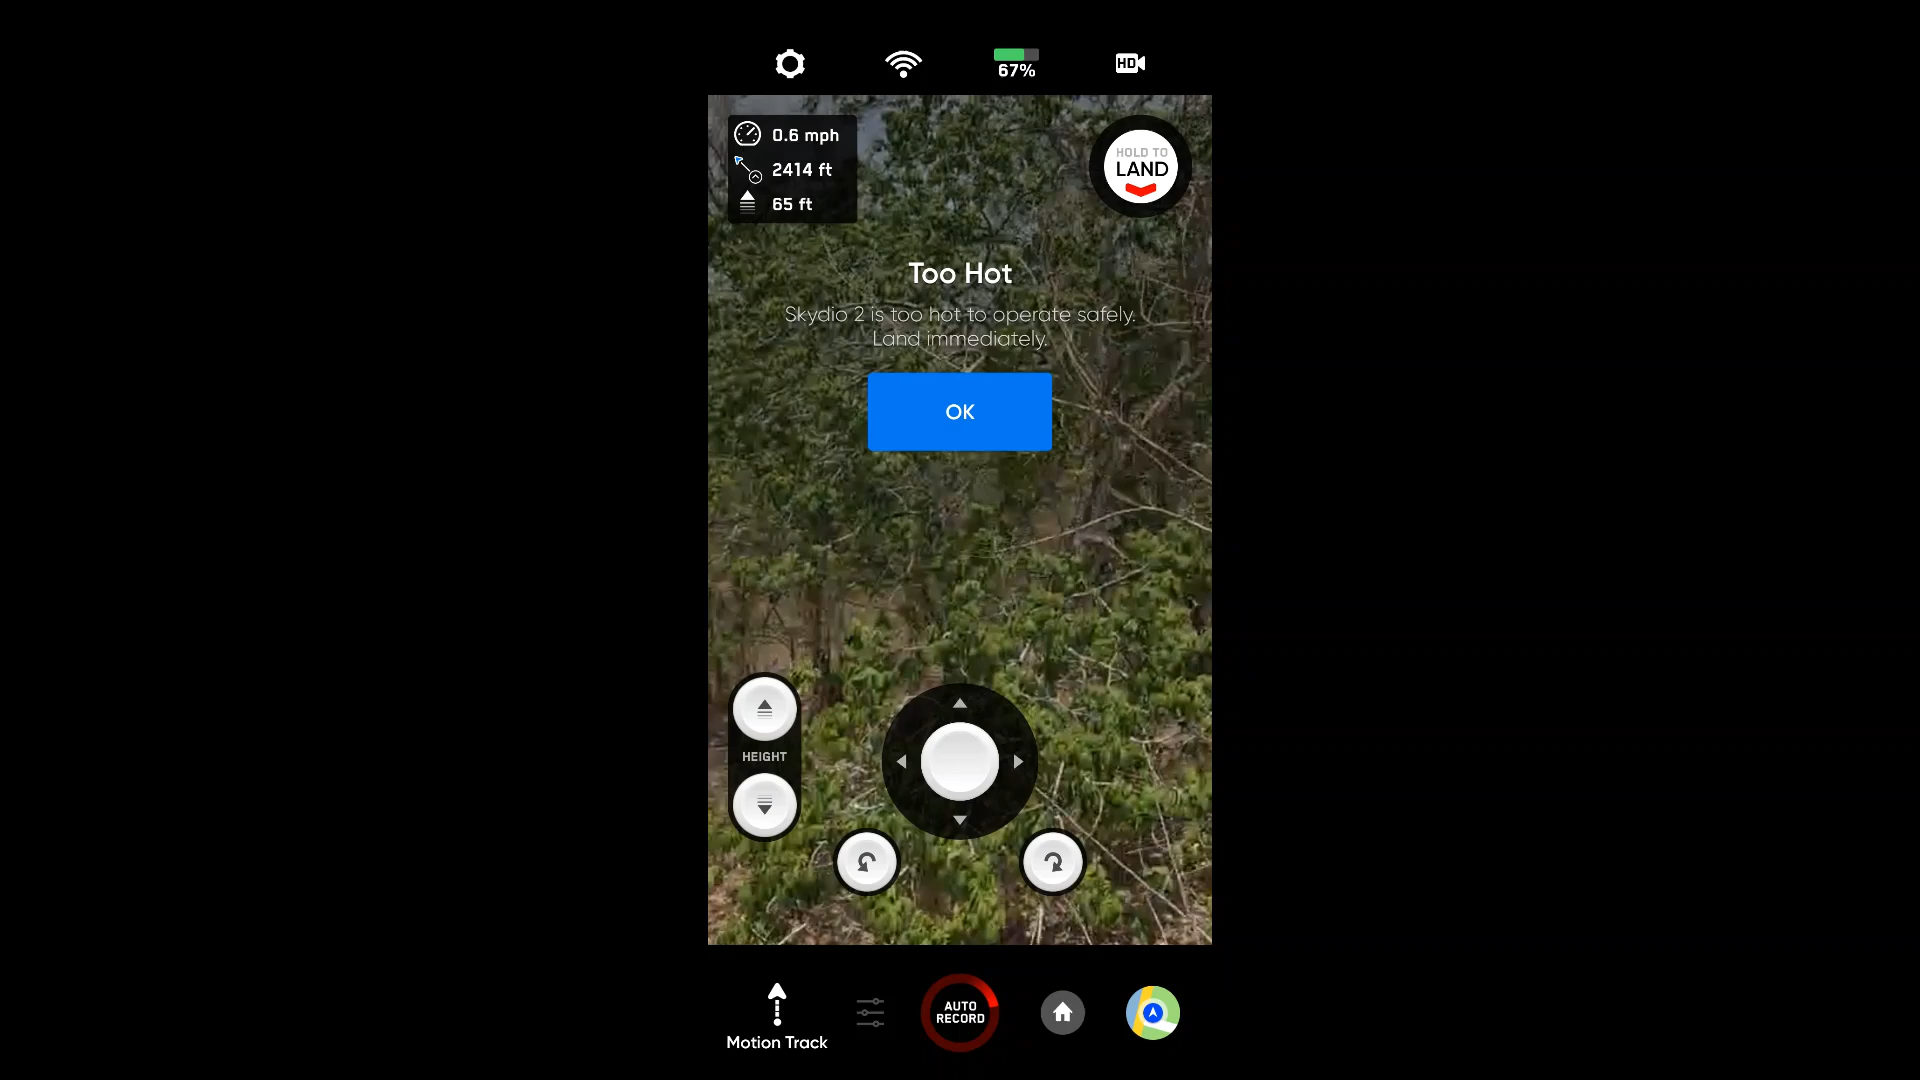 67%
HD
0.6 mph
2414 ft
65 ft
HOLD TO
LAND
Too Hot
Skydio 2 is too hot to operate safely.
Land immediately.
OK
HEIGHT
Motion Track
AUTO
RECORD